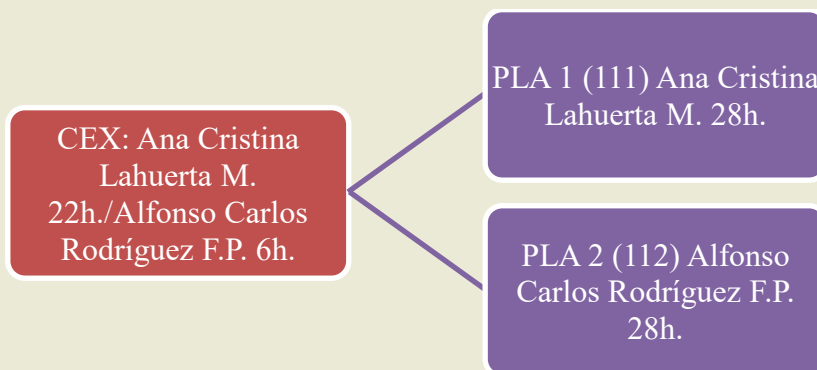 CEX: Ana Cristina
Lahuerta M.
22h./Alfonso Carlos
Rodríguez F.P. 6h.
PLA 1 (111) Ana Cristina
Lahuerta M. 28h.
PLA 2 (112) Alfonso
Carlos Rodríguez F.P.
28h.